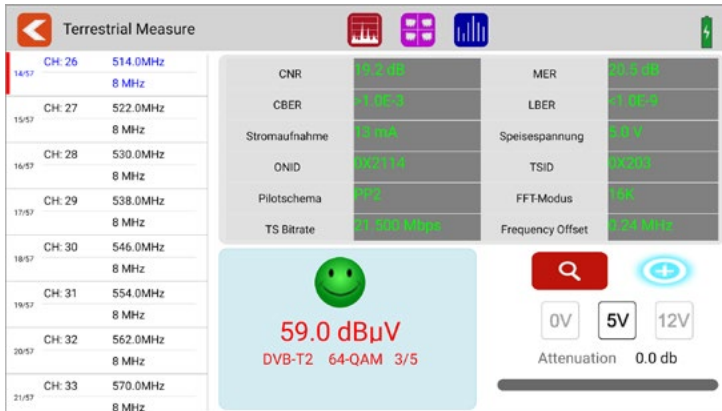 Terrestrial Measure
14/57 CH: 26 514.0MHz
8 MHz
15/57 CH: 27 522.0MHz
8 MHz
16/57 CH: 28 530.0MHz
8 MHz
17/57 CH: 29 538.0MHz
8 MHz
18/57 CH: 30 546.0MHz
8 MHz
19/57 CH: 31 554.0MHz
8 MHz
20/57 CH: 32 562.0MHz
8 MHz
21/57 CH: 33 570.0MHz
8 MHz
CNR 19.2 dB MER 20.5 dB
CBER >1.0E-3 LBER <1.0E-9
Stromaufnahme 13 mA Speisespannung 5.0 V
ONID 0X2114 TSID 0X203
Pilotschema PP2 FFT-Modus 16K
TS Bitrate 21.500 Mbps Frequency Offset 0.24 MHz
59.0 dBµV
DVB-T2 64-QAM 3/5
0V 5V 12V
Attenuation 0.0 db